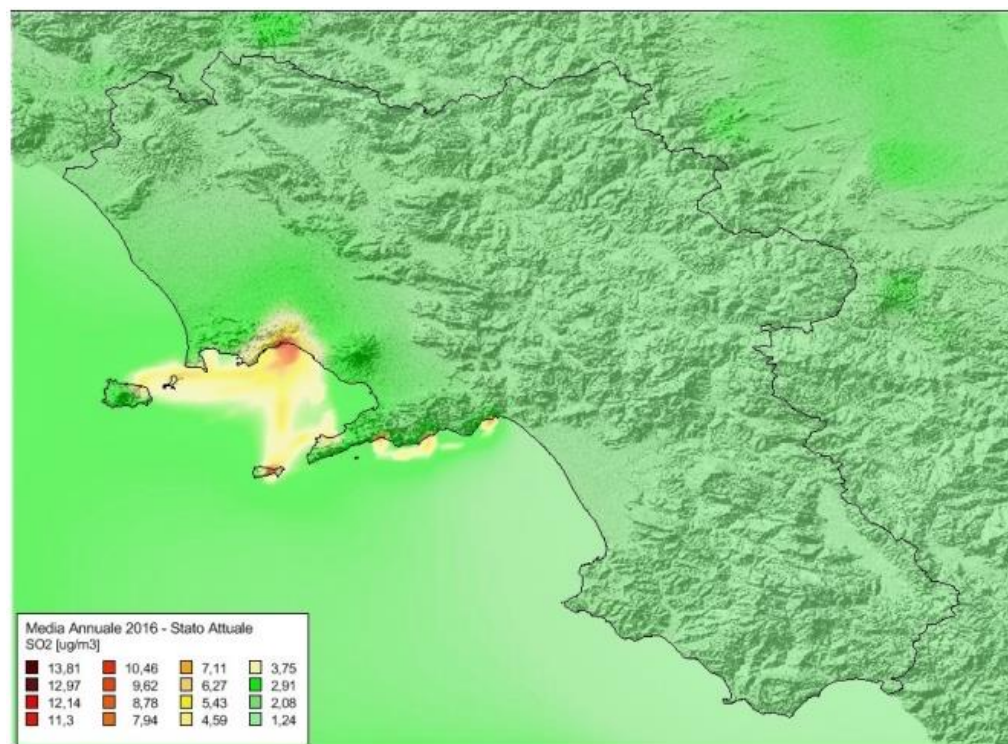 Media Annuale 2016 - Stato Attuale
SO2 [ug/m3]
13,81 10,46 7,11 3,75
12,97 9,62 6,27 2,91
12,14 8,78 5,43 2,08
11,3 7,94 4,59 1,24